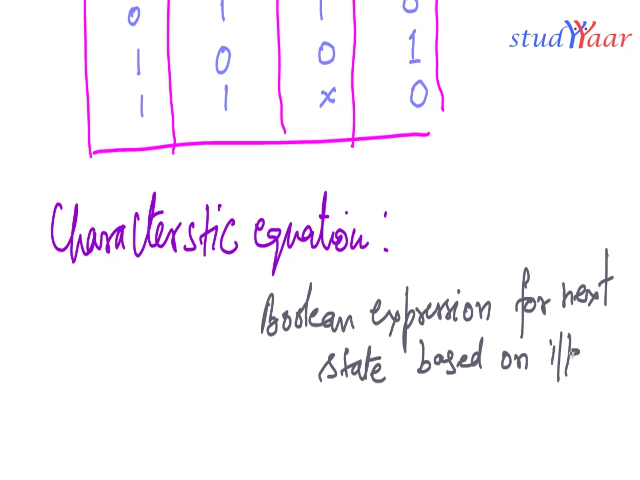 0 1 1 0
studYYaar
1 0 0 1
1 1 x 0
Characterstic equation:
Boolean expression for next
state based on i/p